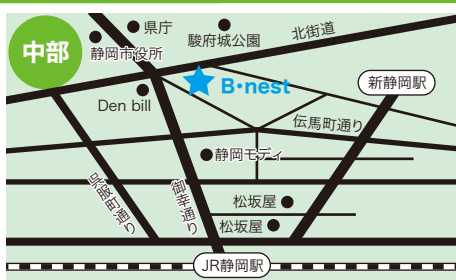 中部
県庁
静岡市役所
駿府城公園
北街道
B・nest
新静岡駅
Den bill
伝馬町通り
静岡モディ
呉服町通り
御幸通り
松坂屋
松坂屋
JR静岡駅